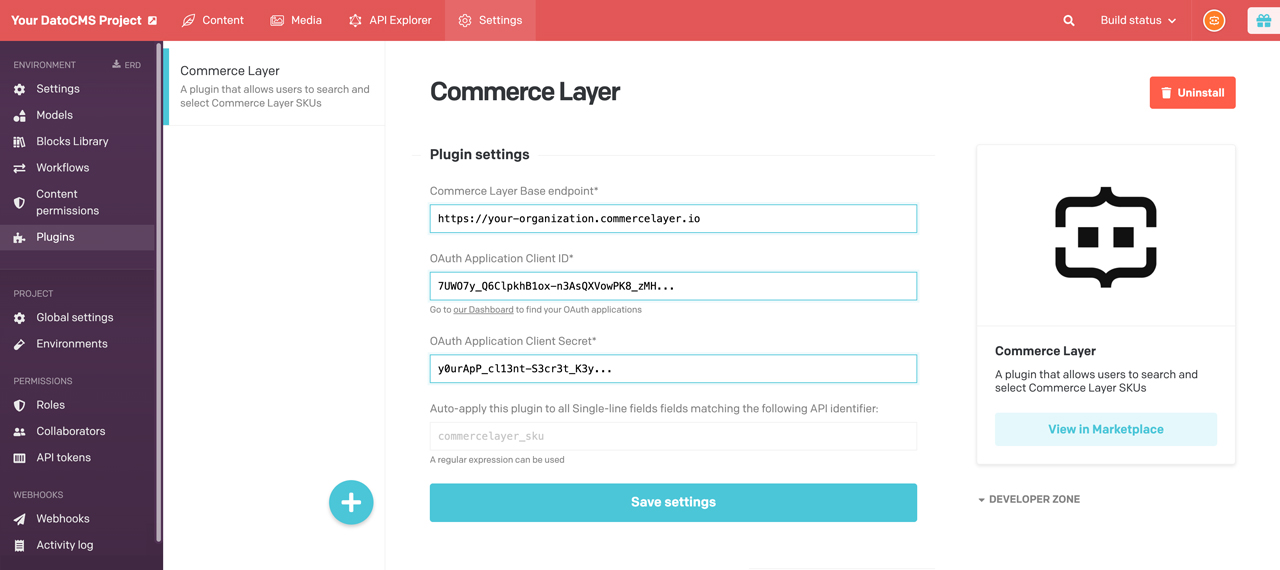 Your DatoCMS Project
Content
Media
API Explorer
Settings
Build status
ENVIRONMENT
ERD
Settings
Models
Blocks Library
Workflows
Content
permissions
Plugins
PROJECT
Global settings
Environments
PERMISSIONS
Roles
Collaborators
API tokens
WEBHOOKS
Webhooks
Activity log
Commerce Layer
A plugin that allows users to search and
select Commerce Layer SKUs
Commerce Layer
Uninstall
Plugin settings
Commerce Layer Base endpoint*
https://your-organization.commercelayer.io
OAuth Application Client ID*
7UWO7y_Q6ClpkhB1ox-n3AsQXVowPK8_zMH...
Go to our Dashboard to find your OAuth applications
OAuth Application Client Secret*
y0urApP_cl13nt-S3cr3t_K3y...
Auto-apply this plugin to all Single-line fields fields matching the following API identifier:
commercelayer_sku
A regular expression can be used
Save settings
Commerce Layer
A plugin that allows users to search and
select Commerce Layer SKUs
View in Marketplace
DEVELOPER ZONE